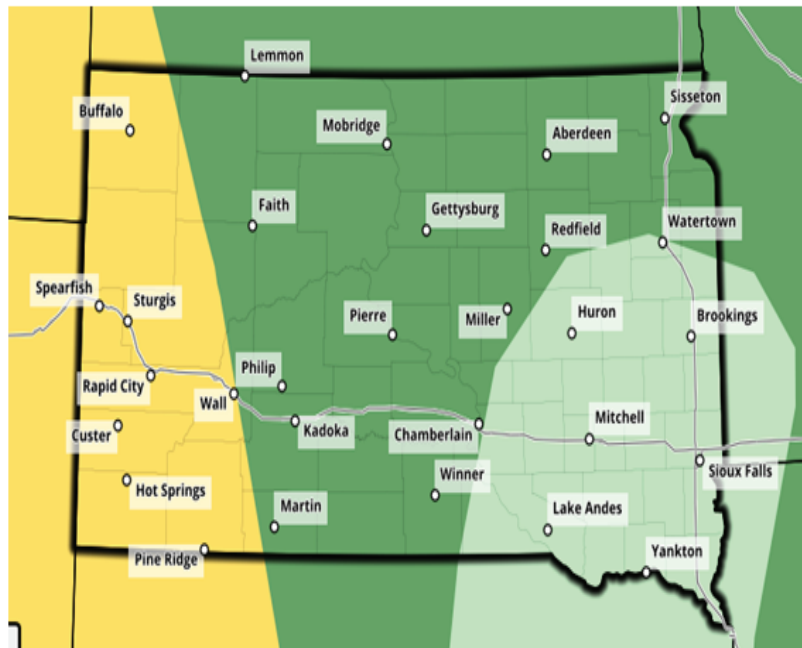 Lemmon
Sisseton
Buffalo
Mobridge
Aberdeen
Faith
Gettysburg
Redfield
Watertown
Spearfish
Sturgis
Pierre
Miller
Huron
Brookings
Philip
Rapid City
Wall
Custer
Kadoka
Chamberlain
Mitchell
Sioux Falls
Hot Springs
Winner
Martin
Lake Andes
Pine Ridge
Yankton